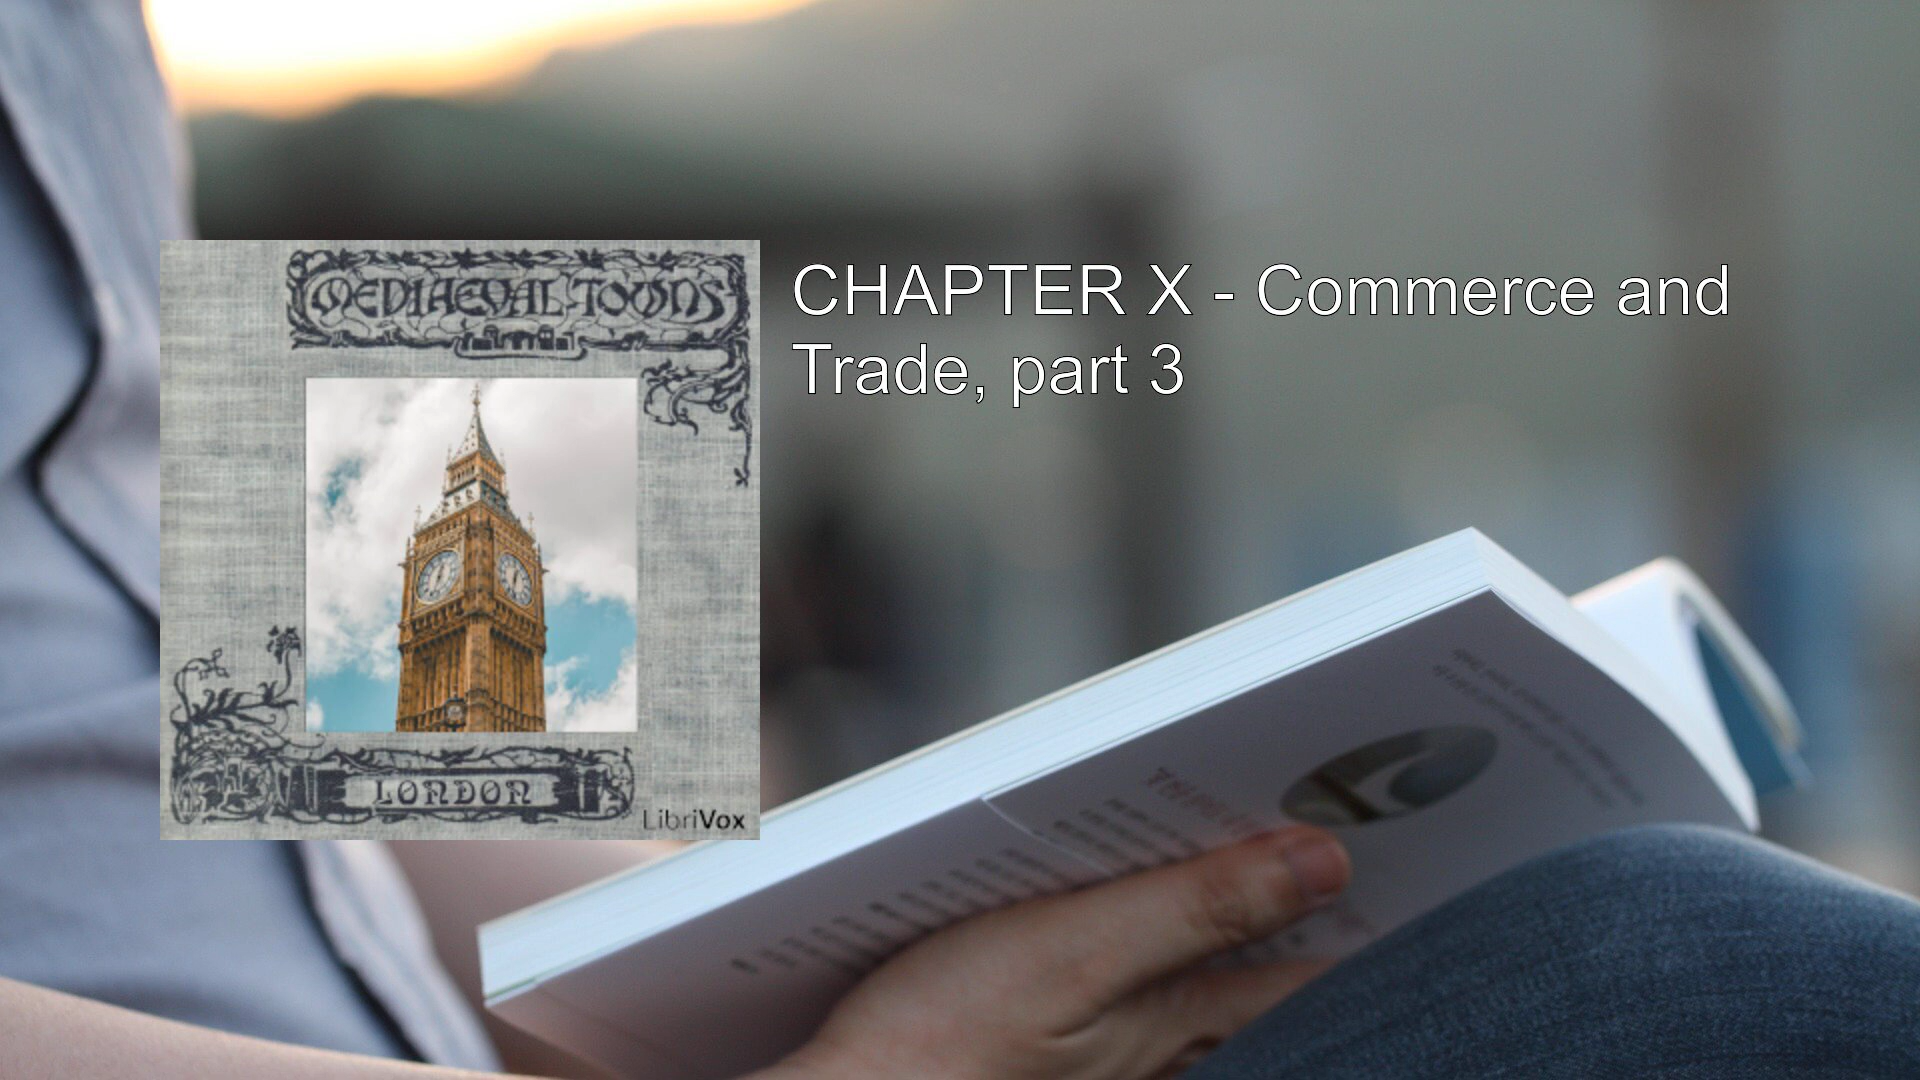 MEDIAEVAL TOWNS
LONDON
LibriVox
CHAPTER X - Commerce and
Trade, part 3